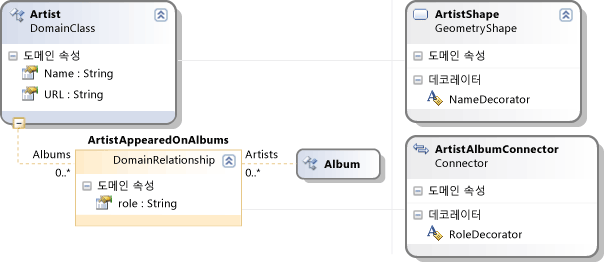 Artist
DomainClass
도메인 속성
Name : String
URL : String
ArtistAppearedOnAlbums
Albums
0..*
DomainRelationship
도메인 속성
role : String
Artists
0..*
Album
ArtistShape
GeometryShape
도메인 속성
데코레이터
NameDecorator
ArtistAlbumConnector
Connector
도메인 속성
데코레이터
RoleDecorator